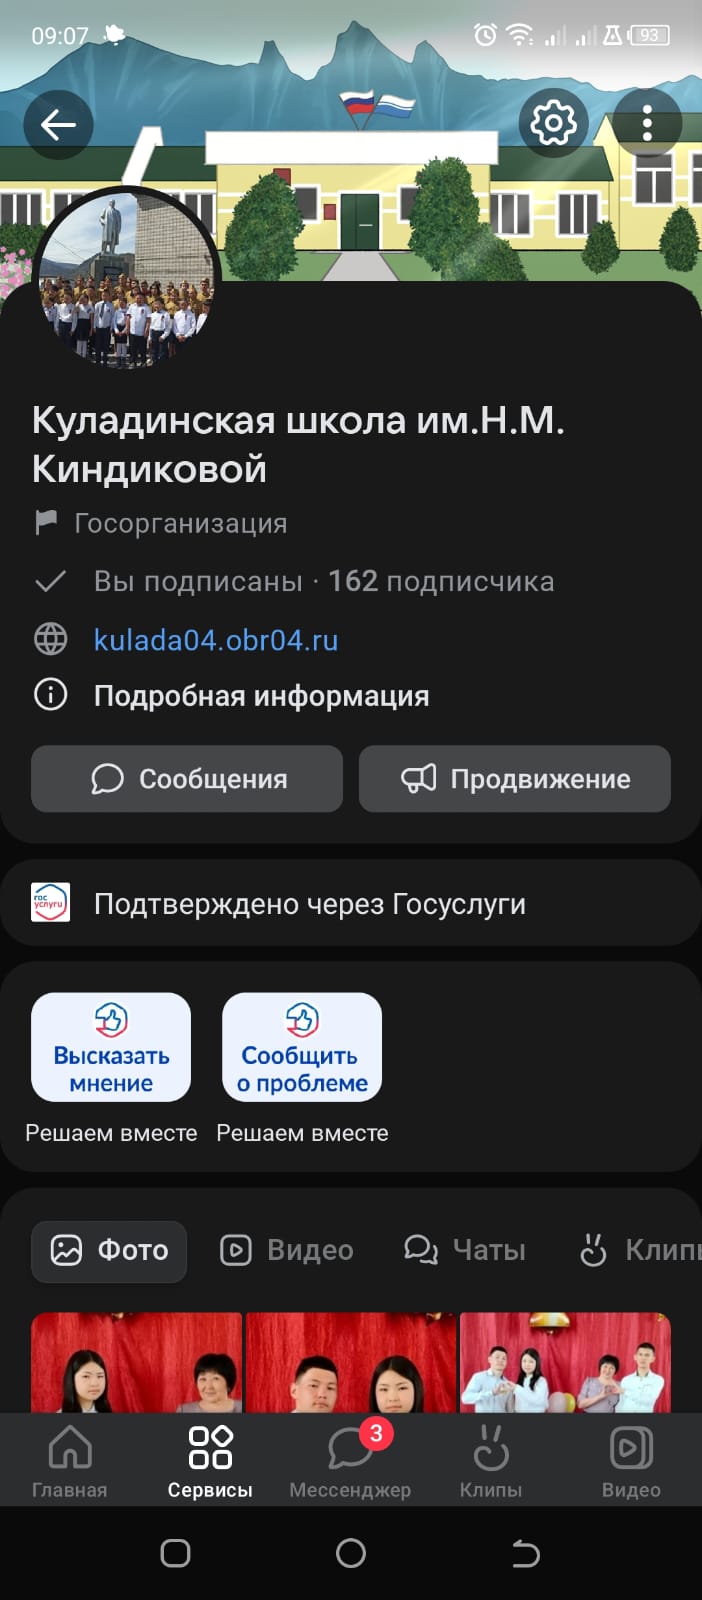 09:07
93
Куладинская школа им.Н.М.
Киндиковой
Госорганизация
Вы подписаны · 162 подписчика
kulada04.obr04.ru
Подробная информация
Сообщения
Продвижение
гос
услуги
Подтверждено через Госуслуги
Высказать
мнение
Сообщить
о проблеме
Решаем вместе
Решаем вместе
Фото
Видео
Чаты
Клипы
3
Главная
Сервисы
Мессенджер
Клипы
Видео